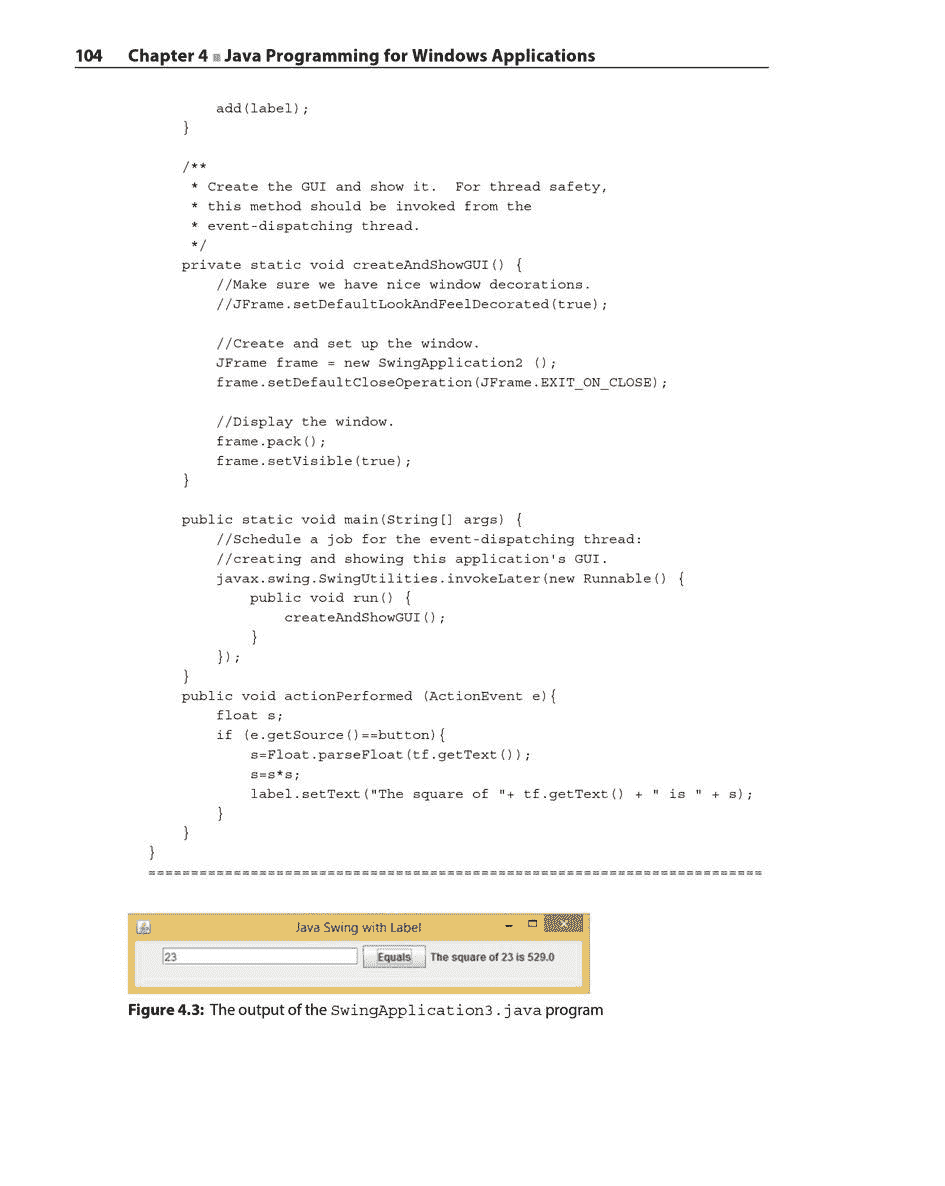 104 Chapter 4 ■ Java Programming for Windows Applications
add(label);
}
/**
* Create the GUI and show it.  For thread safety,
* this method should be invoked from the
* event-dispatching thread.
*/
private static void createAndShowGUI() {
//Make sure we have nice window decorations.
//JFrame.setDefaultLookAndFeelDecorated(true);
//Create and set up the window.
JFrame frame = new SwingApplication2 ();
frame.setDefaultCloseOperation(JFrame.EXIT_ON_CLOSE);
//Display the window.
frame.pack();
frame.setVisible(true);
}
public static void main(String[] args) {
//Schedule a job for the event-dispatching thread:
//creating and showing this application's GUI.
javax.swing.SwingUtilities.invokeLater(new Runnable() {
public void run() {
createAndShowGUI();
}
});
}
public void actionPerformed (ActionEvent e){
float s;
if (e.getSource()==button){
s=Float.parseFloat(tf.getText());
s=s*s;
label.setText("The square of "+ tf.getText() + " is " + s);
}
}
}
========================================================================
Java Swing with Label
23 Equals The square of 23 is 529.0
Figure 4.3: The output of the SwingApplication3.java program